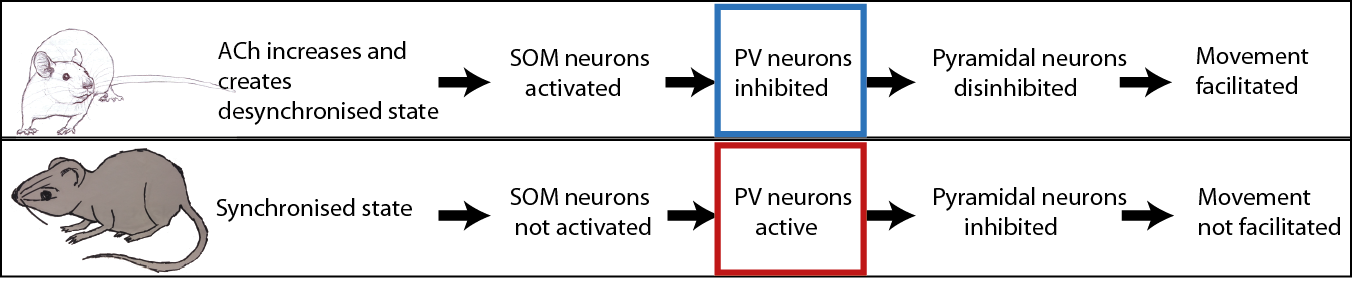 ACh increases and
creates
desynchronised state
SOM neurons
activated
PV neurons
inhibited
Pyramidal neurons
disinhibited
Movement
facilitated
Synchronised state
SOM neurons
not activated
PV neurons
active
Pyramidal neurons
inhibited
Movement
not facilitated